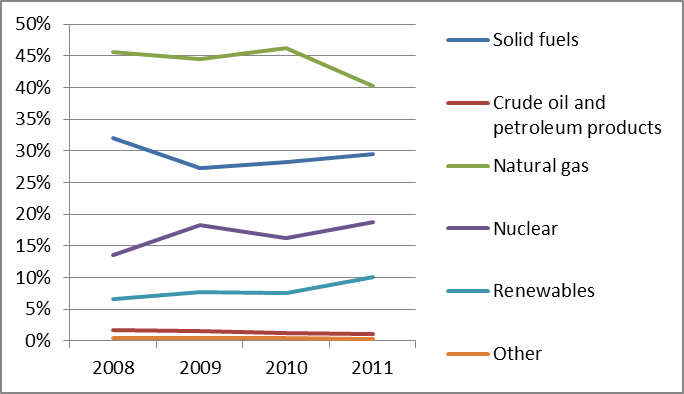 50%
45%
40%
35%
30%
25%
20%
15%
10%
5%
0%
2008 2009 2010 2011
Solid fuels
Crude oil and
petroleum products
Natural gas
Nuclear
Renewables
Other